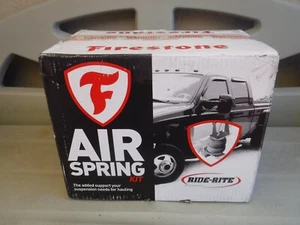 Firestone
F
AIR
SPRING
KIT
The added support your
suspension needs for hauling
RIDE-RITE